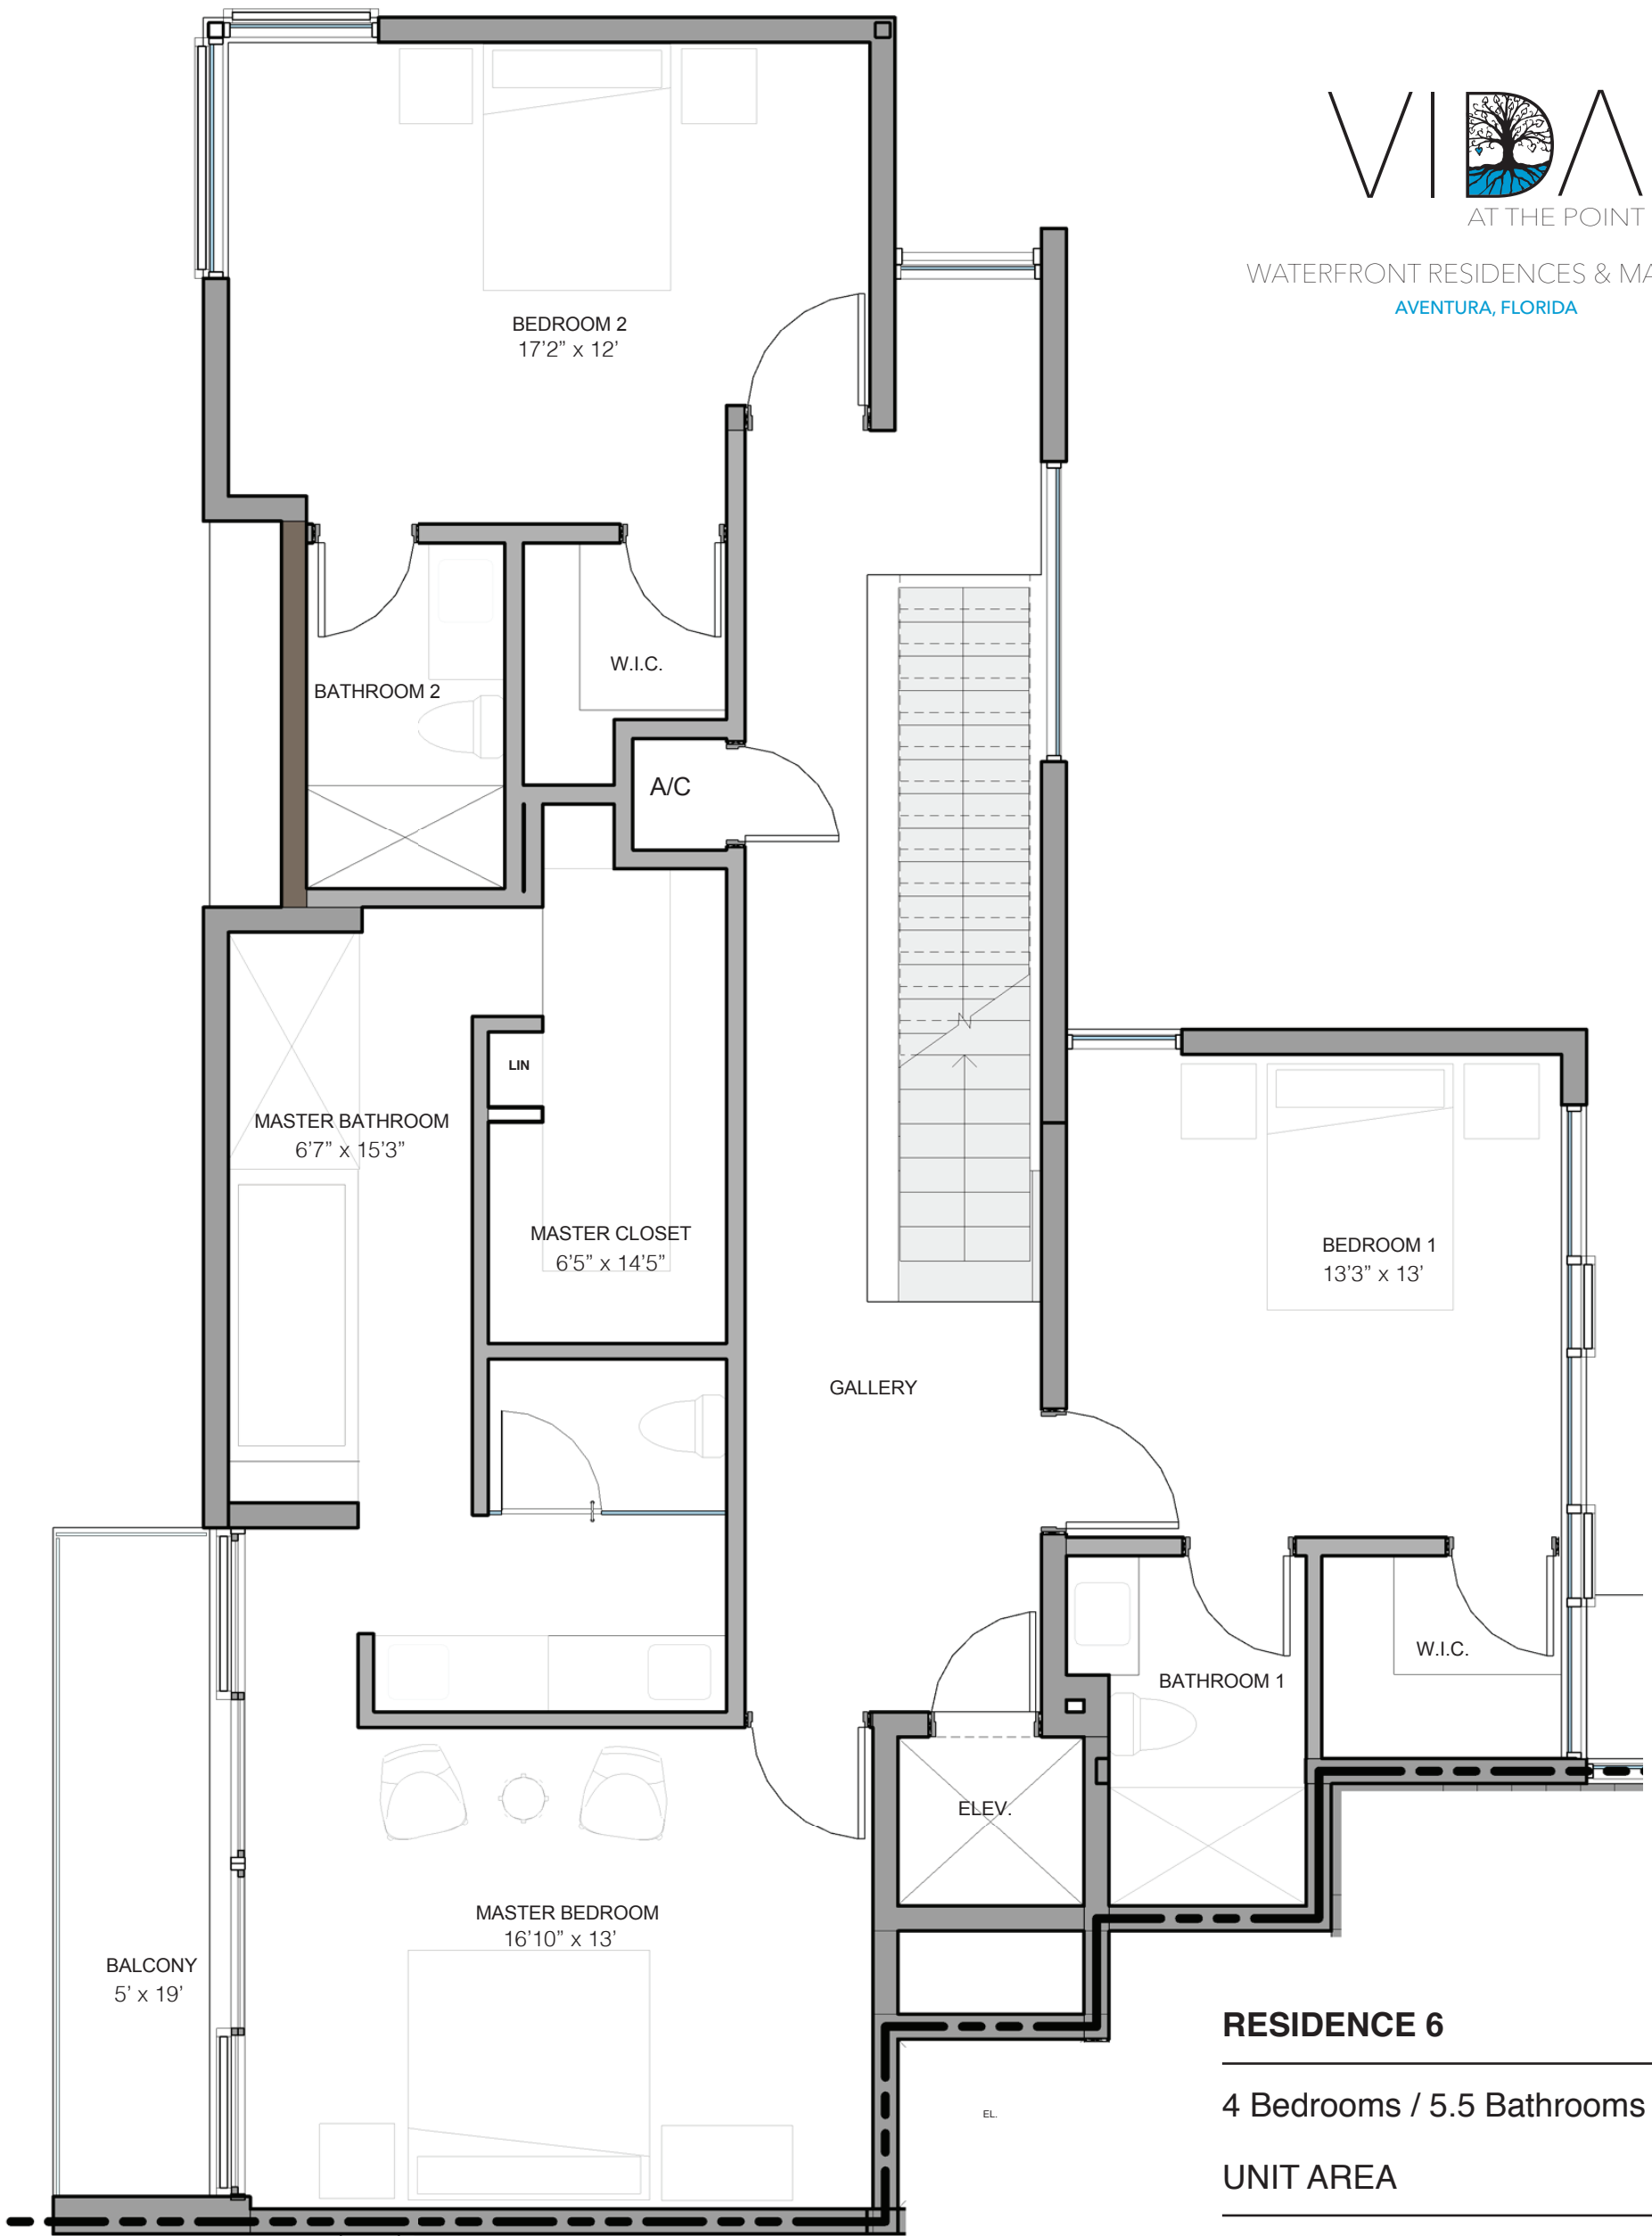 VIDA
AT THE POINT
WATERFRONT RESIDENCES & MA
AVENTURA, FLORIDA
BEDROOM 2
17'2” x 12'
W.I.C.
BATHROOM 2
A/C
LIN
MASTER BATHROOM
6'7” x 15'3”
MASTER CLOSET
6'5” x 14'5”
BEDROOM 1
13'3” x 13'
GALLERY
W.I.C.
BATHROOM 1
ELEV.
MASTER BEDROOM
16'10” x 13'
BALCONY
5' x 19'
EL.
RESIDENCE 6
4 Bedrooms / 5.5 Bathrooms
UNIT AREA